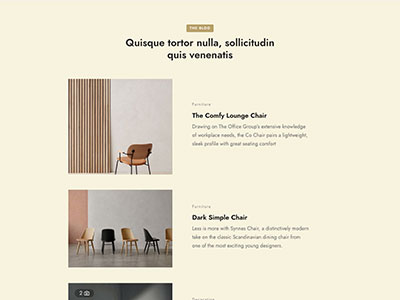 THE BLOG
Quisque tortor nulla, sollicitudin
quis venenatis
Furniture
The Comfy Lounge Chair
Drawing on The Office Group's extensive knowledge
of workplace needs, the Co Chair pairs a lightweight,
sleek profile with great seating comfort
Furniture
Dark Simple Chair
Less is more with Synnes Chair, a distinctively modern
take on the classic Scandinavian dining chair from
one of the most exciting young designers.
2